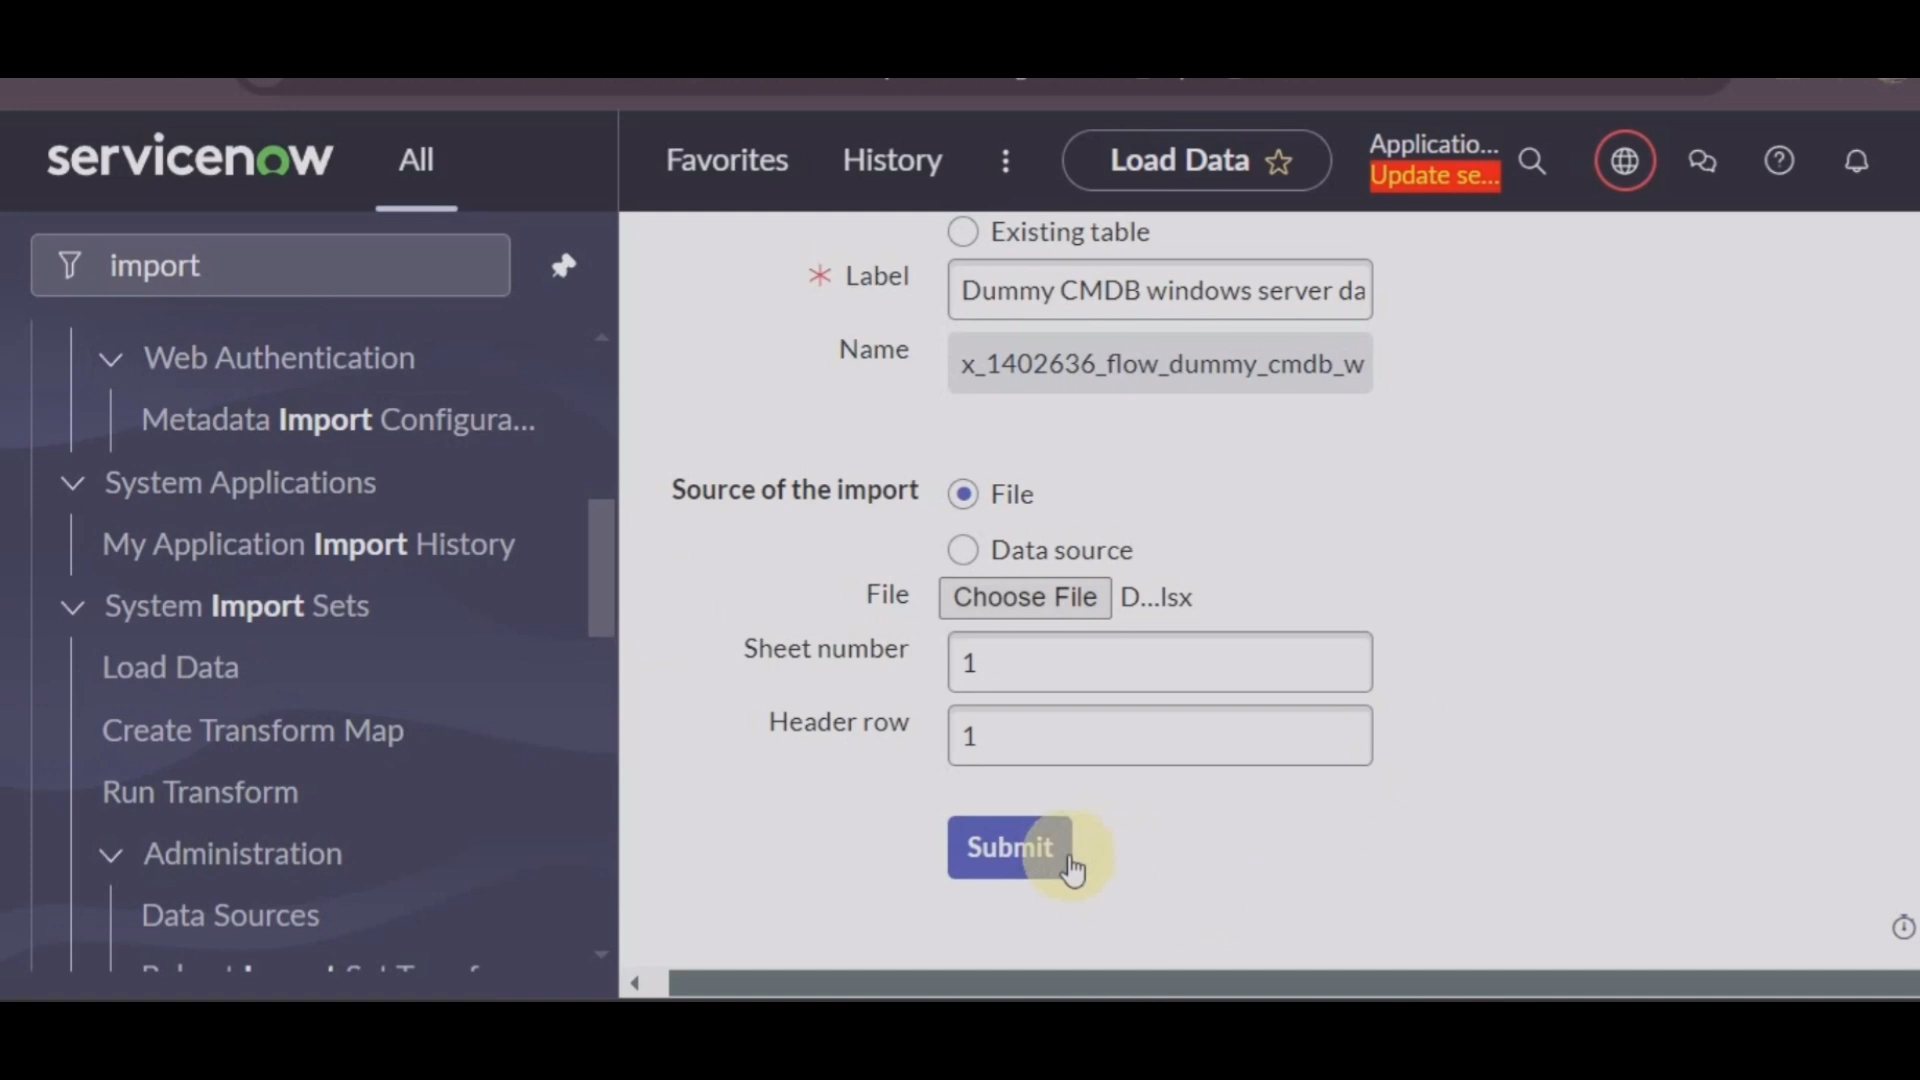 servicenow
All
Favorites
History
Load Data
Applicatio...
Update se...
import
Web Authentication
Metadata Import Configura...
System Applications
My Application Import History
System Import Sets
Load Data
Create Transform Map
Run Transform
Administration
Data Sources
Existing table
* Label
Dummy CMDB windows server da
Name
x_1402636_flow_dummy_cmdb_w
Source of the import
File
Data source
File
Choose File D...lsx
Sheet number
1
Header row
1
Submit